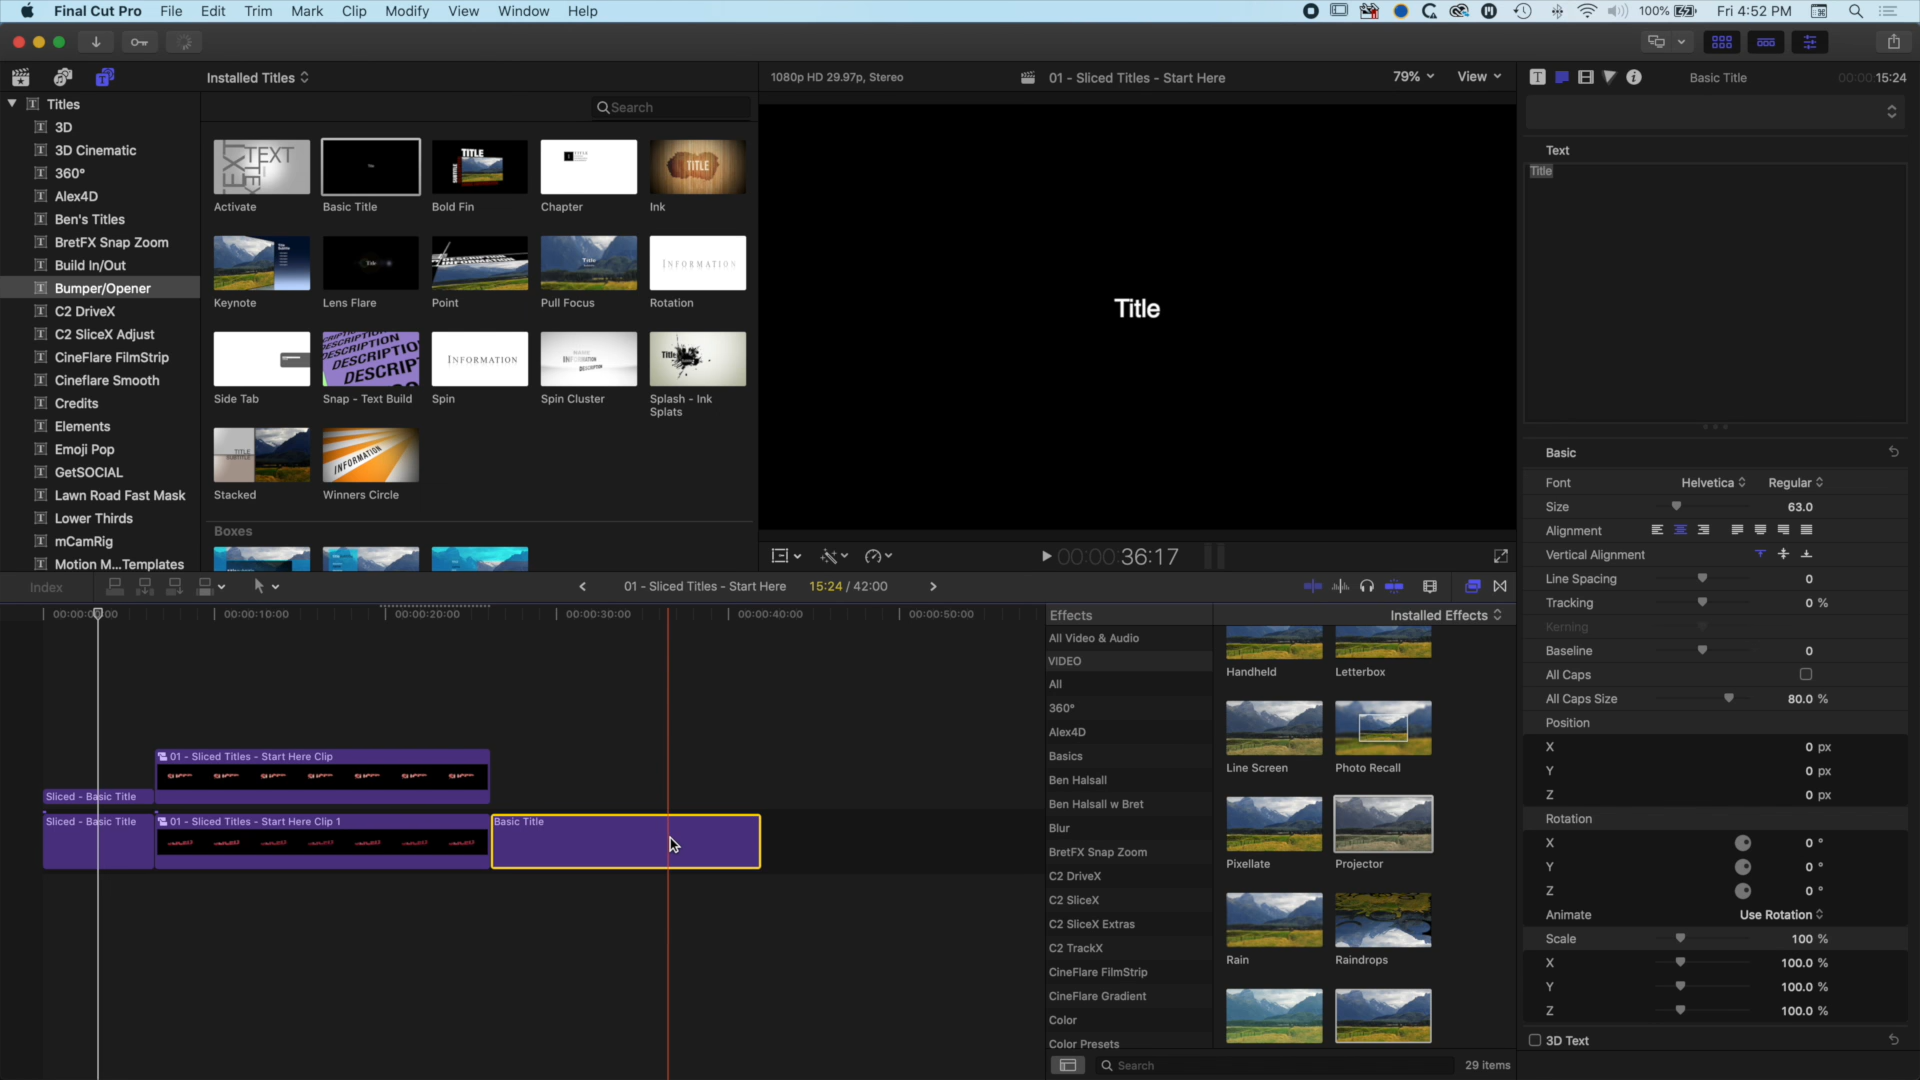 Final Cut Pro File Edit Trim Mark Clip Modify View Window Help 100% Fri 4:52 PM
Installed Titles
Search
Titles
3D
3D Cinematic
360°
Alex4D
Ben's Titles
BretFX Snap Zoom
Build In/Out
Bumper/Opener
C2 DriveX
C2 SliceX Adjust
CineFlare FilmStrip
Cineflare Smooth
Credits
Elements
Emoji Pop
GetSOCIAL
Lawn Road Fast Mask
Lower Thirds
mCamRig
Motion M...Templates
Activate Basic Title Bold Fin Chapter Ink
Keynote Lens Flare Point Pull Focus Rotation
Side Tab Snap - Text Build Spin Spin Cluster Splash - Ink
Splats
Stacked Winners Circle
Boxes
1080p HD 29.97p, Stereo 01 - Sliced Titles - Start Here 79% View
Title
00:00:36:17
Basic Title 00:00:15:24
Text
Title
Basic
Font Helvetica Regular
Size 63.0
Alignment
Vertical Alignment
Line Spacing 0
Tracking 0 %
Kerning
Baseline 0
All Caps
All Caps Size 80.0 %
Position
X 0 px
Y 0 px
Z 0 px
Rotation
X 0 °
Y 0 °
Z 0 °
Animate Use Rotation
Scale 100 %
X 100.0 %
Y 100.0 %
Z 100.0 %
3D Text
Index 01 - Sliced Titles - Start Here 15:24 / 42:00
00:00:10:00 00:00:20:00 00:00:30:00 00:00:40:00 00:00:50:00
01 - Sliced Titles - Start Here Clip
Sliced - Basic Title
Sliced - Basic Title 01 - Sliced Titles - Start Here Clip 1 Basic Title
Effects Installed Effects
All Video & Audio
VIDEO
All
360°
Alex4D
Basics
Ben Halsall
Ben Halsall w Bret
Blur
BretFX Snap Zoom
C2 DriveX
C2 SliceX
C2 SliceX Extras
C2 TrackX
CineFlare FilmStrip
CineFlare Gradient
Color
Color Presets
Handheld Letterbox
Line Screen Photo Recall
Pixellate Projector
Rain Raindrops
Search 29 items